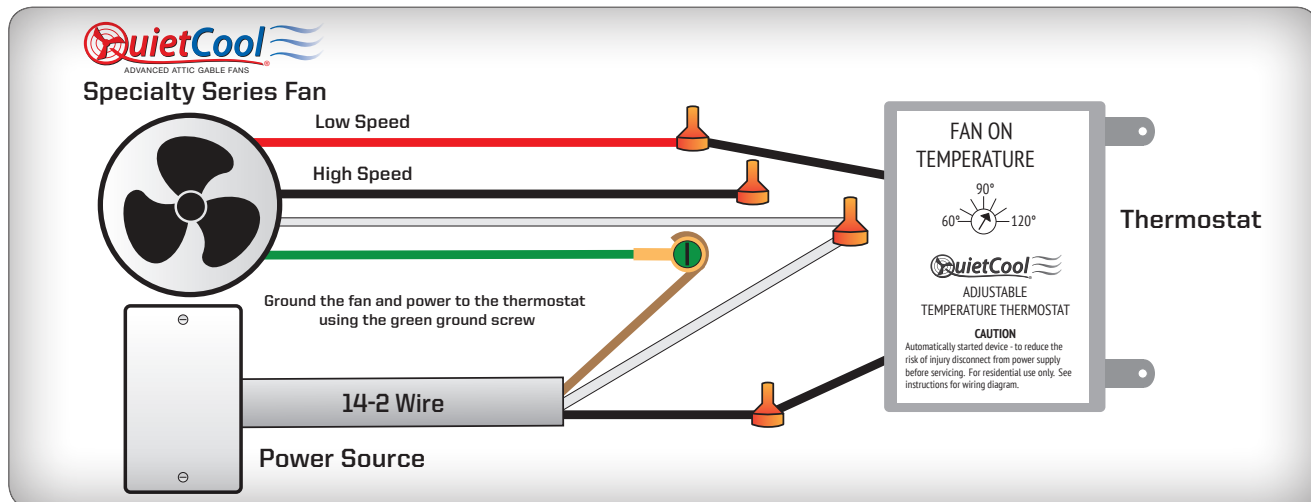 QuietCool
ADVANCED ATTIC GABLE FANS
Specialty Series Fan
Low Speed
High Speed
Ground the fan and power to the thermostat
using the green ground screw
14-2 Wire
Power Source
FAN ON
TEMPERATURE
90°
60° 120°
QuietCool
ADJUSTABLE
TEMPERATURE THERMOSTAT
CAUTION
Automatically started device - to reduce the
risk of injury disconnect from power supply
before servicing. For residential use only. See
instructions for wiring diagram.
Thermostat